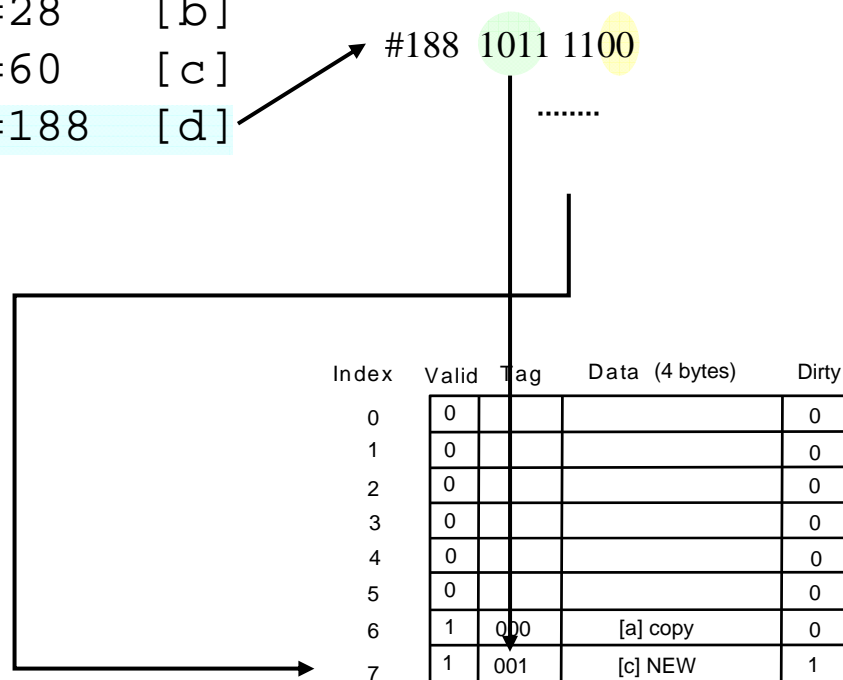 #28 [b]
#60 [c]
#188 [d]
#188 1011 1100
........
Index Valid Tag Data (4 bytes) Dirty
0 0 0
1 0 0
2 0 0
3 0 0
4 0 0
5 0 0
6 1 000 [a] copy 0
7 1 001 [c] NEW 1